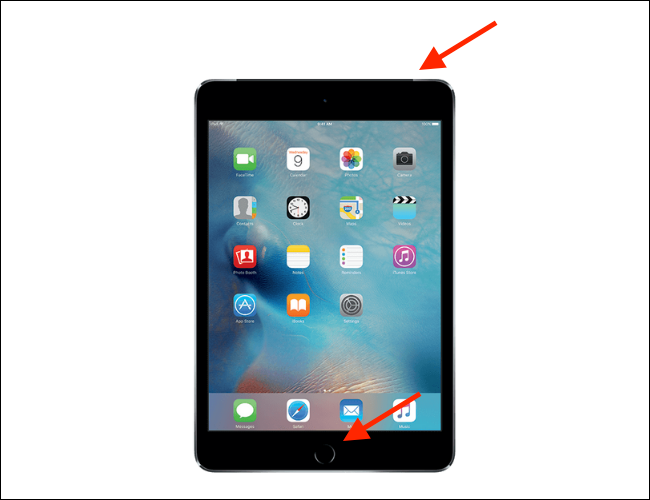 iPad
9:41 AM
Wednesday
9
FaceTime
Calendar
Photos
Camera
Contacts
Clock
Maps
Videos
Photo Booth
Notes
Reminders
iTunes Store
App Store
iBooks
Settings
Messages
Safari
Music